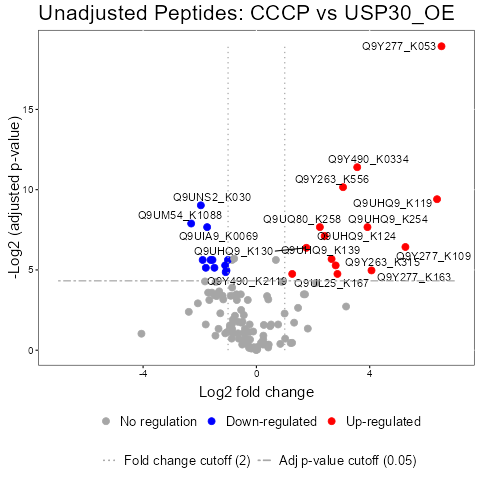 Unadjusted Peptides: CCCP vs USP30_OE
Q9Y277_K053
15
Q9Y490_K0334
Q9Y263_K556
10
Q9UNS2_K030
Q9UHQ9_K119
Q9UM54_K1088
Q9UQ80_K258
Q9UHQ9_K254
Q9UIA9_K0069
Q9UHQ9_K124
Q9UHQ9_K130
Q9UHQ9_K139
Q9Y277_K109
Q9Y263_K315
5
Q9Y490_K2119
Q9UL25_K167
Q9Y277_K163
0
-Log2 (adjusted p-value)
-4
0
4
Log2 fold change
No regulation
Down-regulated
Up-regulated
Fold change cutoff (2)
Adj p-value cutoff (0.05)